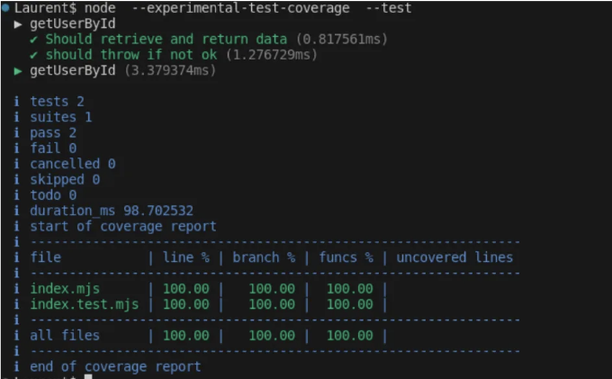 Laurent$ node --experimental-test-coverage --test
▶ getUserById
✔ Should retrieve and return data (0.817561ms)
✔ should throw if not ok (1.276729ms)
▶ getUserById (3.379374ms)
ℹ tests 2
ℹ suites 1
ℹ pass 2
ℹ fail 0
ℹ cancelled 0
ℹ skipped 0
ℹ todo 0
ℹ duration_ms 98.702532
ℹ start of coverage report
ℹ --------------------------------------------------------------
ℹ file | line % | branch % | funcs % | uncovered lines
ℹ --------------------------------------------------------------
ℹ index.mjs | 100.00 | 100.00 | 100.00 |
ℹ index.test.mjs | 100.00 | 100.00 | 100.00 |
ℹ --------------------------------------------------------------
ℹ all files | 100.00 | 100.00 | 100.00 |
ℹ --------------------------------------------------------------
ℹ end of coverage report